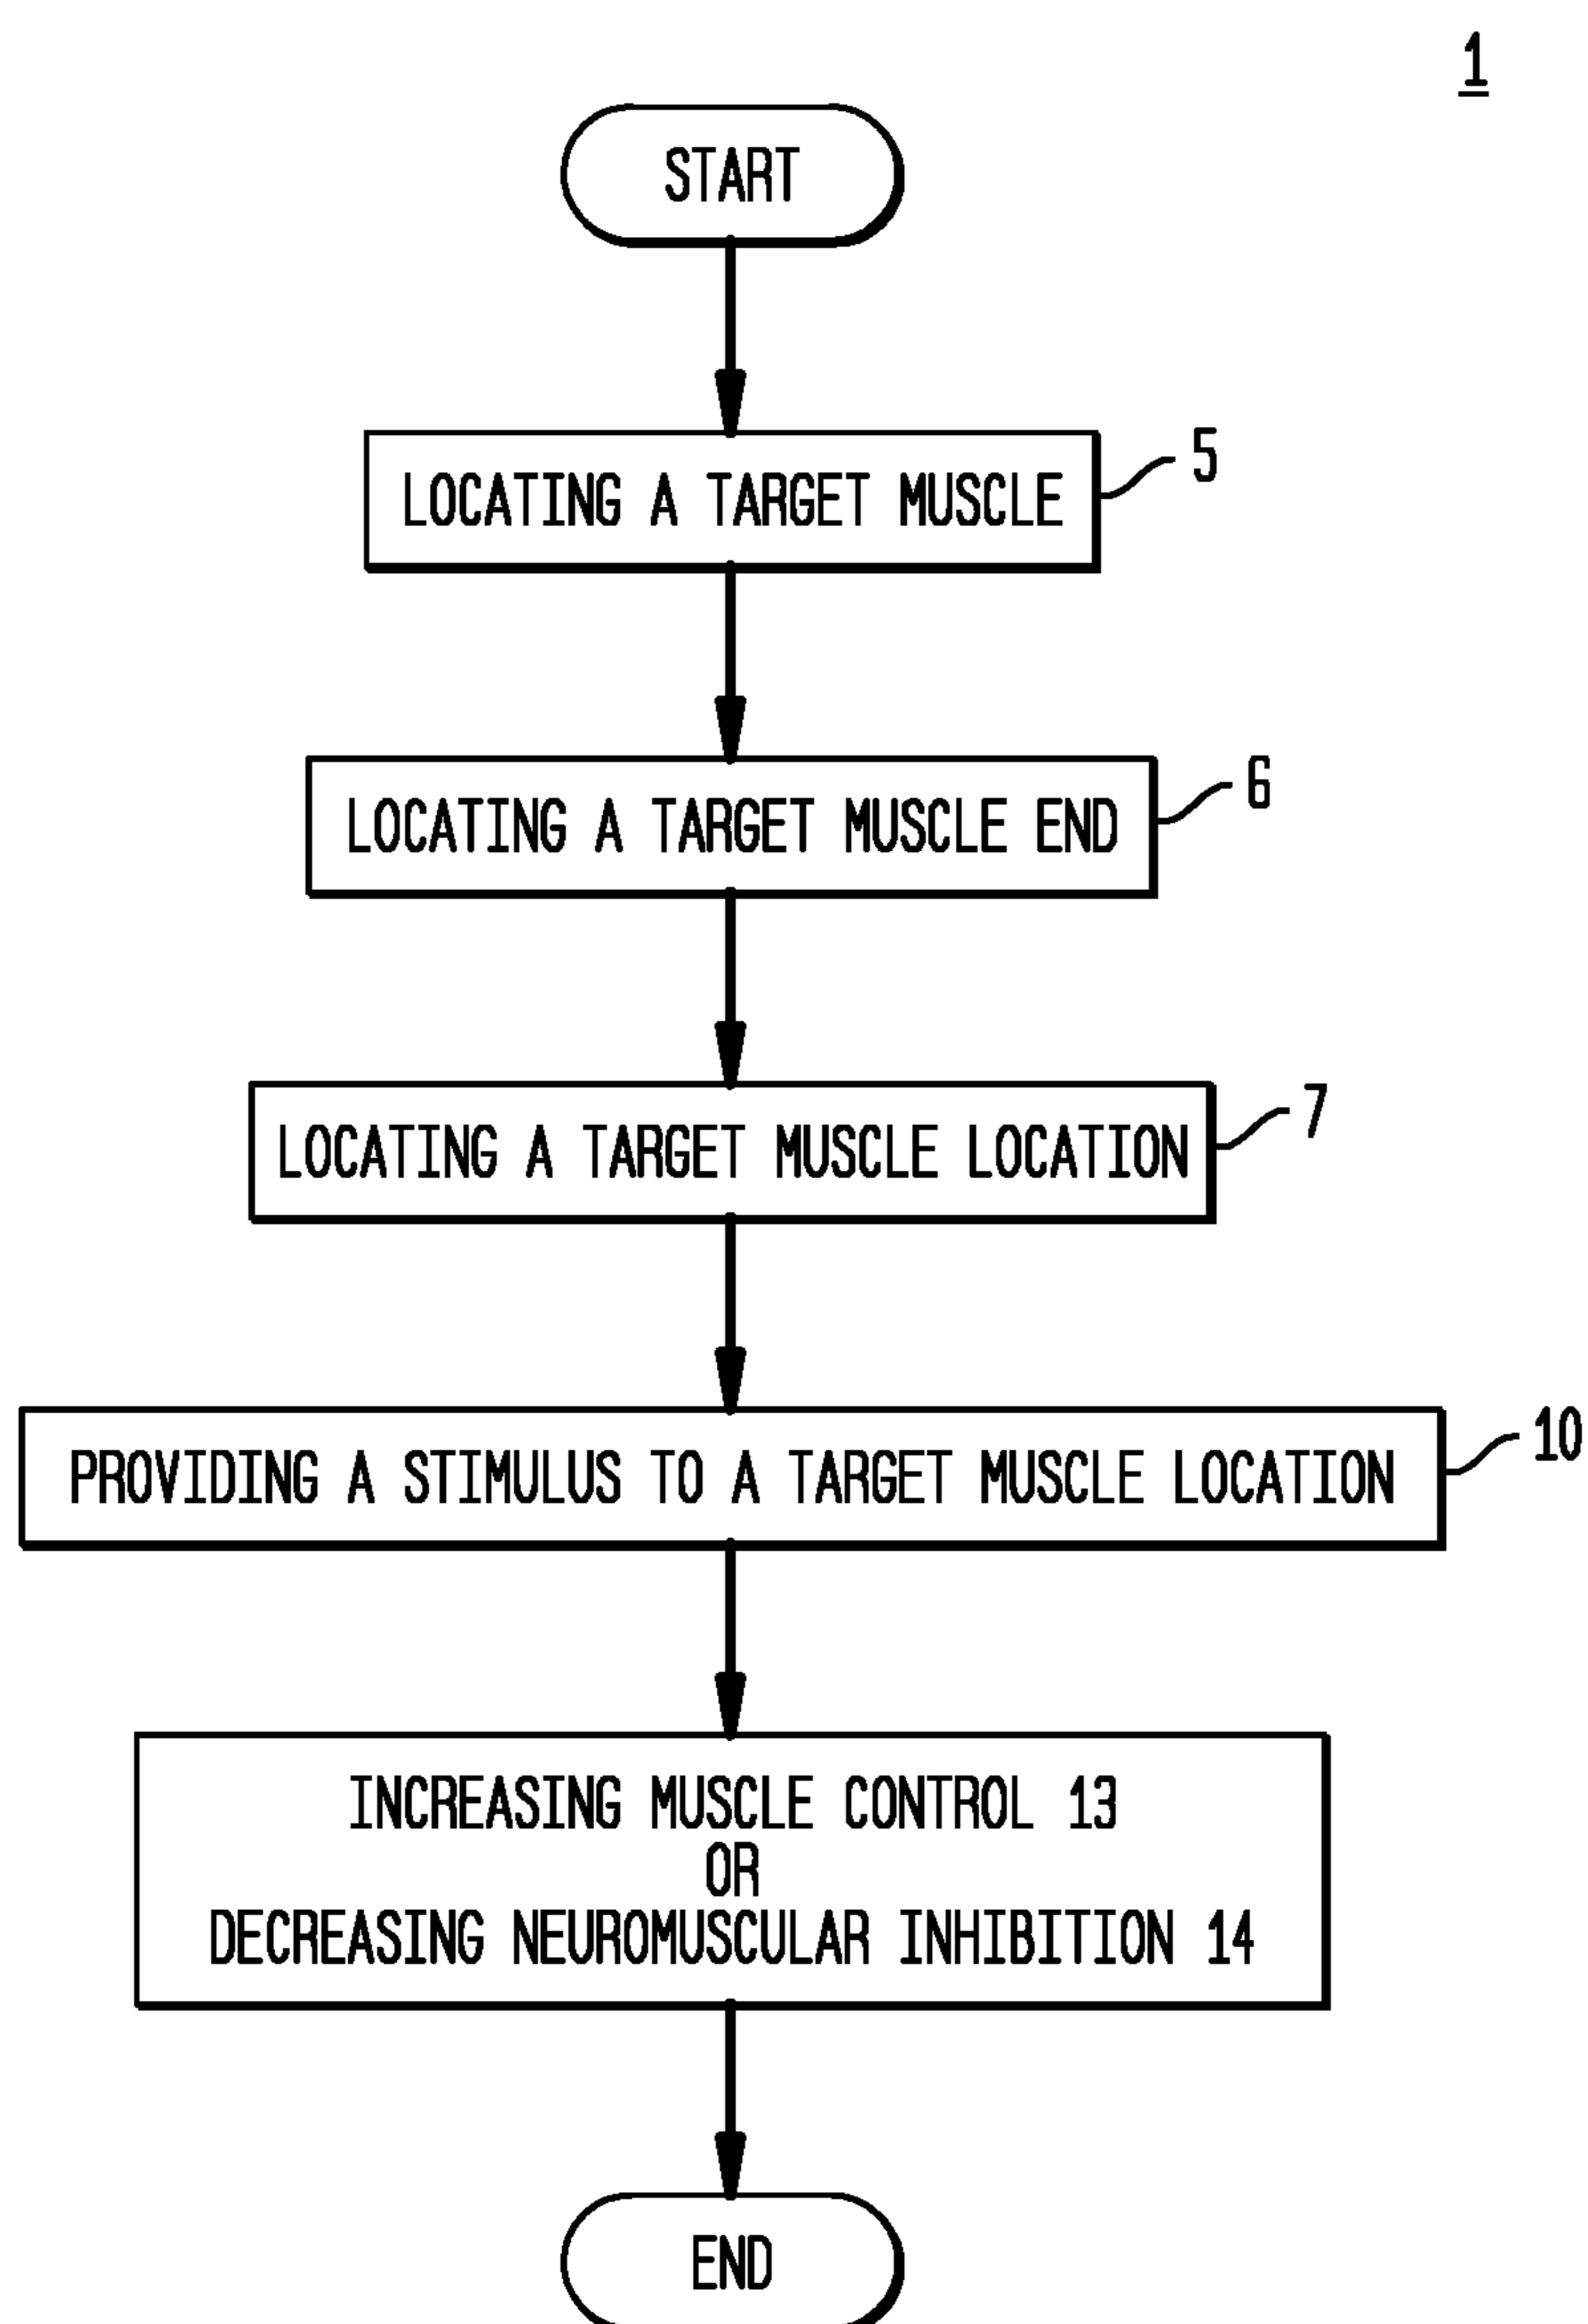 1
START
LOCATING A TARGET MUSCLE
5
LOCATING A TARGET MUSCLE END
6
LOCATING A TARGET MUSCLE LOCATION
7
PROVIDING A STIMULUS TO A TARGET MUSCLE LOCATION
10
INCREASING MUSCLE CONTROL 13
OR
DECREASING NEUROMUSCULAR INHIBITION 14
END